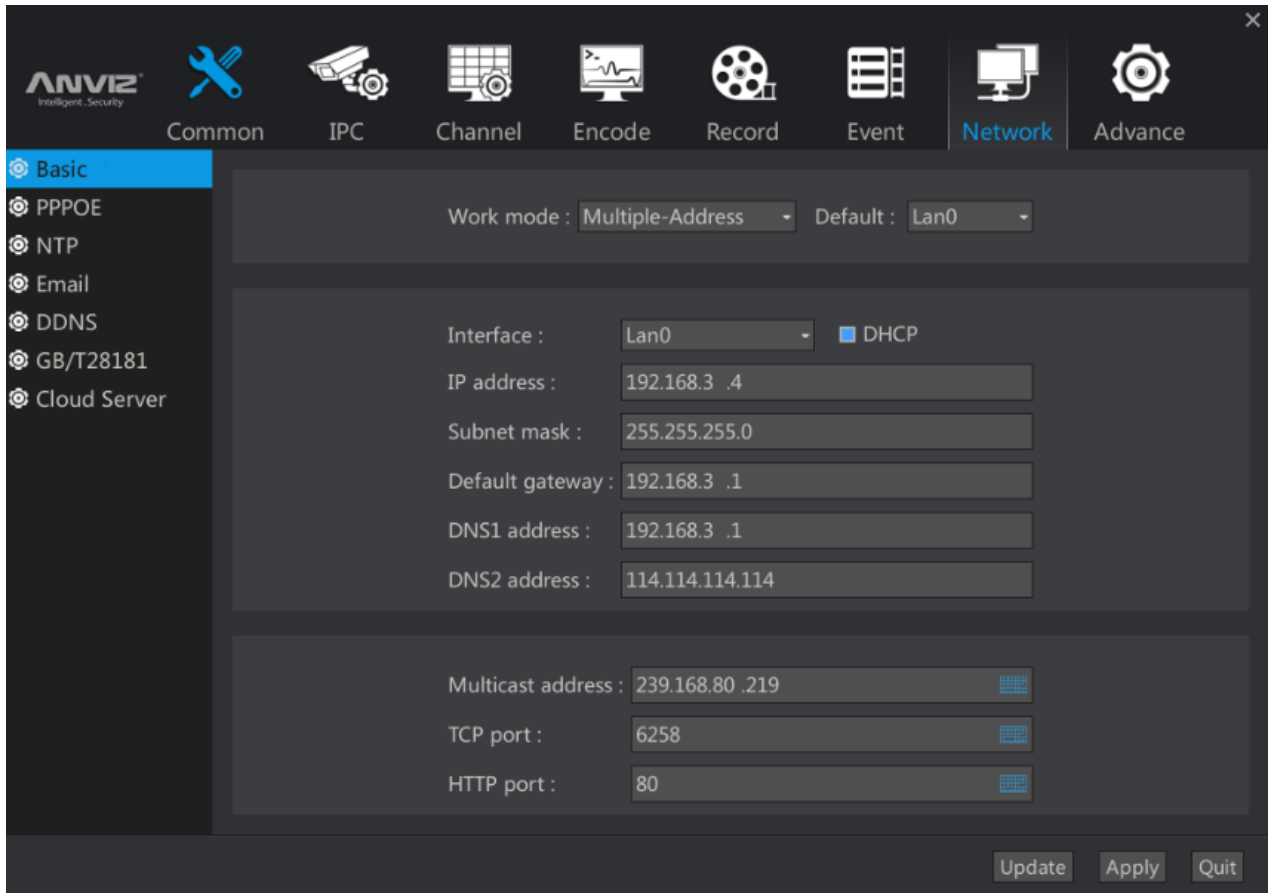 ×
ANVIZ
Intelligent.Security
Common IPC Channel Encode Record Event Network Advance
Basic
PPPOE
NTP
Email
DDNS
GB/T28181
Cloud Server
Work mode : Multiple-Address Default : Lan0
Interface : Lan0 DHCP
IP address : 192.168.3 .4
Subnet mask : 255.255.255.0
Default gateway : 192.168.3 .1
DNS1 address : 192.168.3 .1
DNS2 address : 114.114.114.114
Multicast address : 239.168.80 .219
TCP port : 6258
HTTP port : 80
Update Apply Quit